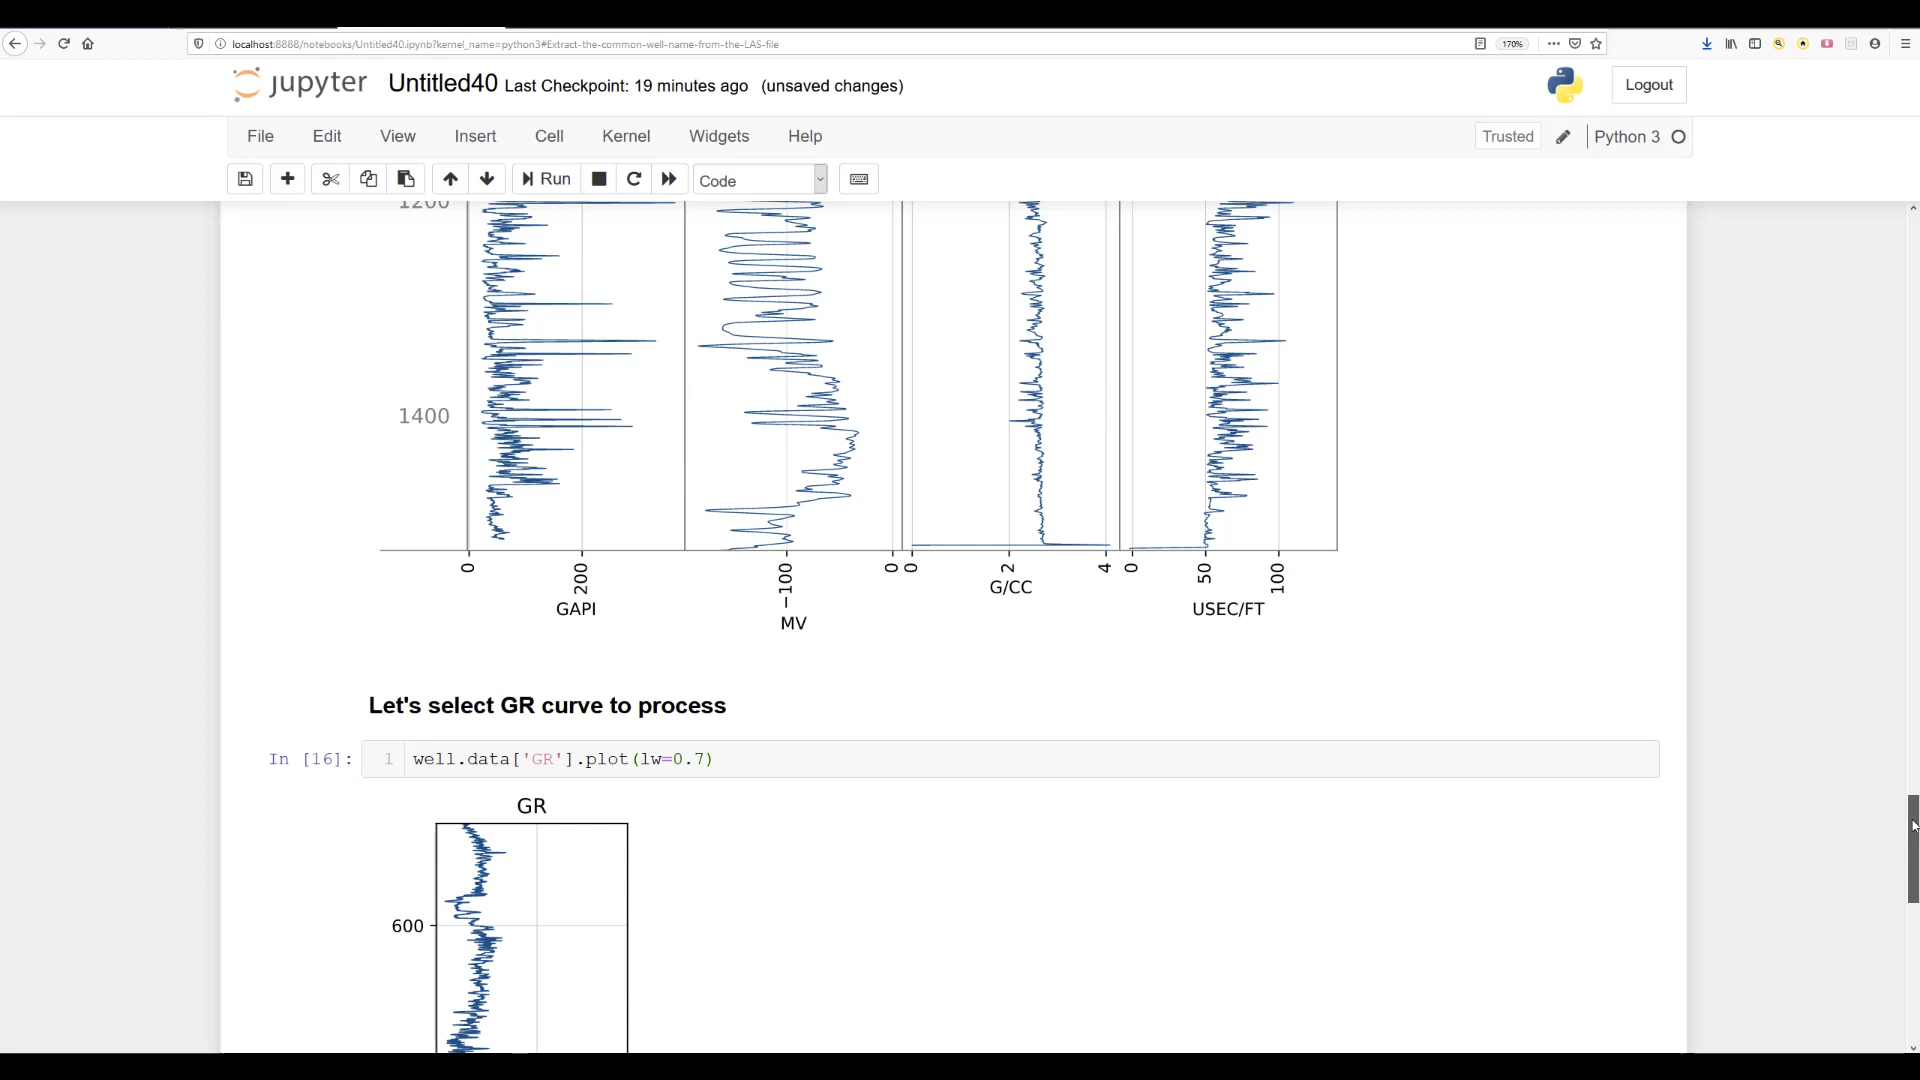 localhost:8888/notebooks/Untitled40.ipynb?kernel_name=python3#Extract-the-common-well-name-from-the-LAS-file
170%
jupyter Untitled40 Last Checkpoint: 19 minutes ago (unsaved changes)
Logout
File Edit View Insert Cell Kernel Widgets Help
Trusted Python 3
Run Code
1200
1400
0 200 −100 0 0 2 4 0 50 100
GAPI MV G/CC USEC/FT
Let's select GR curve to process
In [16]: 1 well.data['GR'].plot(lw=0.7)
GR
600